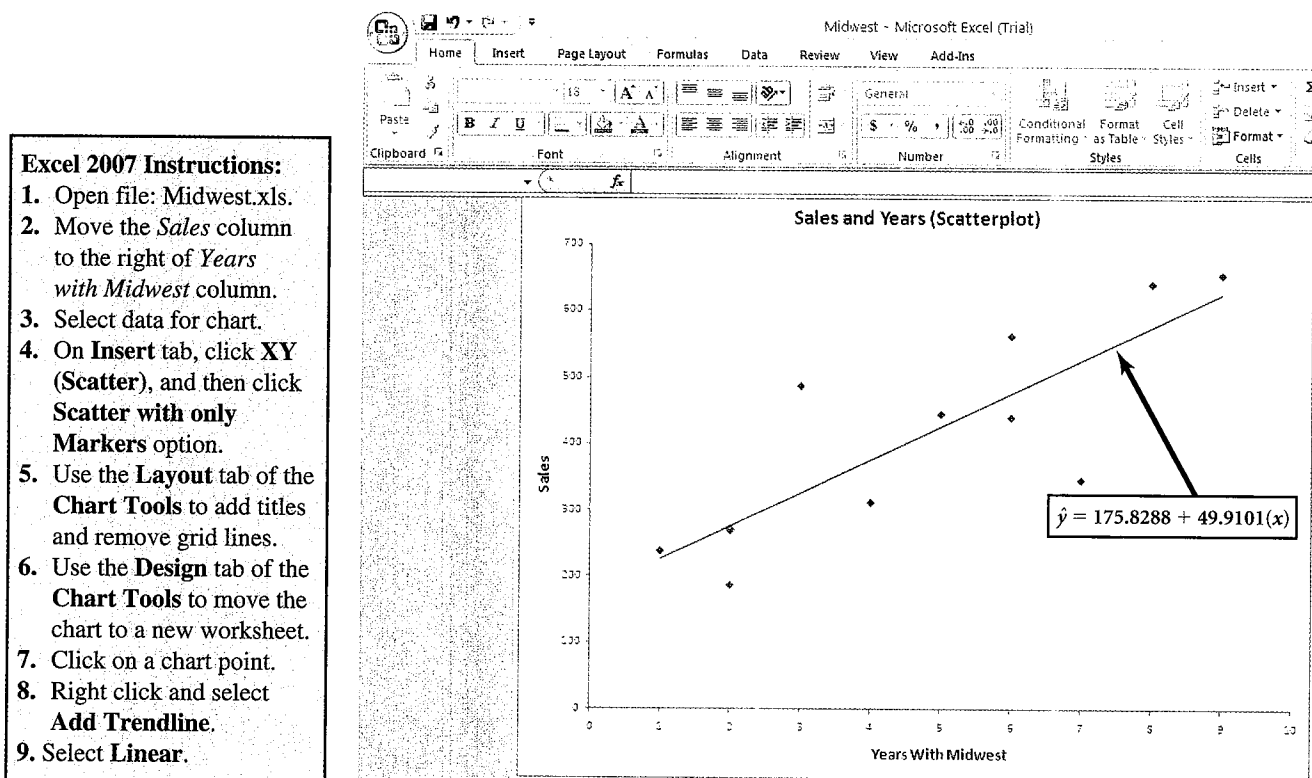 Excel 2007 Instructions:
1. Open file: Midwest.xls.
2. Move the Sales column
to the right of Years
with Midwest column.
3. Select data for chart.
4. On Insert tab, click XY
(Scatter), and then click
Scatter with only
Markers option.
5. Use the Layout tab of the
Chart Tools to add titles
and remove grid lines.
6. Use the Design tab of the
Chart Tools to move the
chart to a new worksheet.
7. Click on a chart point.
8. Right click and select
Add Trendline.
9. Select Linear.
Midwest - Microsoft Excel (Trial)
Home Insert Page Layout Formulas Data Review View Add-Ins
18 A A General Insert
Paste Delete
B I U A $ % , Conditional Format Cell Format
Formatting as Table Styles
Clipboard Font Alignment Number Styles Cells
fx
Sales and Years (Scatterplot)
700
600
500
400
300
200
100
0
Sales
ŷ = 175.8288 + 49.9101(x)
0 1 2 3 4 5 6 7 8 9 10
Years With Midwest